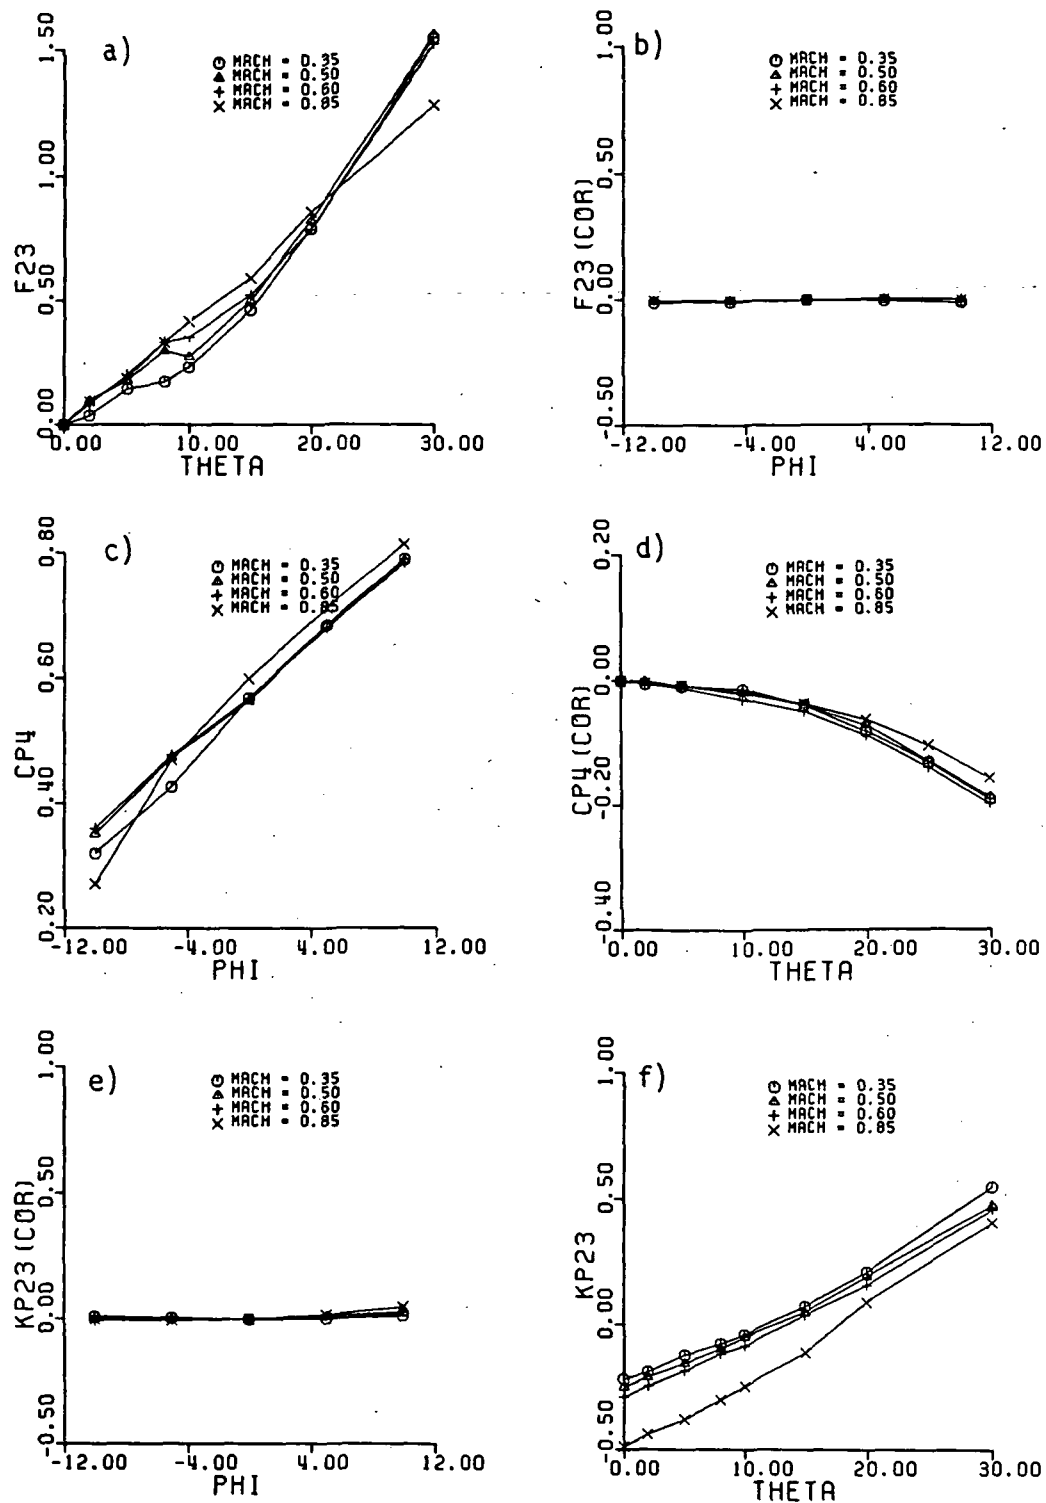 a)
1.50
1.00
0.50
0.00
F23
MACH = 0.35
MACH = 0.50
MACH = 0.60
MACH = 0.85
0.00 10.00 20.00 30.00
THETA
b)
1.00
0.50
0.00
-0.50
F23 (COR)
MACH = 0.35
MACH = 0.50
MACH = 0.60
MACH = 0.85
-12.00 -4.00 4.00 12.00
PHI
c)
0.80
0.60
0.40
0.20
CP4
MACH = 0.35
MACH = 0.50
MACH = 0.60
MACH = 0.85
-12.00 -4.00 4.00 12.00
PHI
d)
0.20
0.00
-0.20
-0.40
CP4 (COR)
MACH = 0.35
MACH = 0.50
MACH = 0.60
MACH = 0.85
0.00 10.00 20.00 30.00
THETA
e)
1.00
0.50
0.00
-0.50
KP23 (COR)
MACH = 0.35
MACH = 0.50
MACH = 0.60
MACH = 0.85
-12.00 -4.00 4.00 12.00
PHI
f)
1.00
0.50
0.00
-0.50
KP23
MACH = 0.35
MACH = 0.50
MACH = 0.60
MACH = 0.85
0.00 10.00 20.00 30.00
THETA